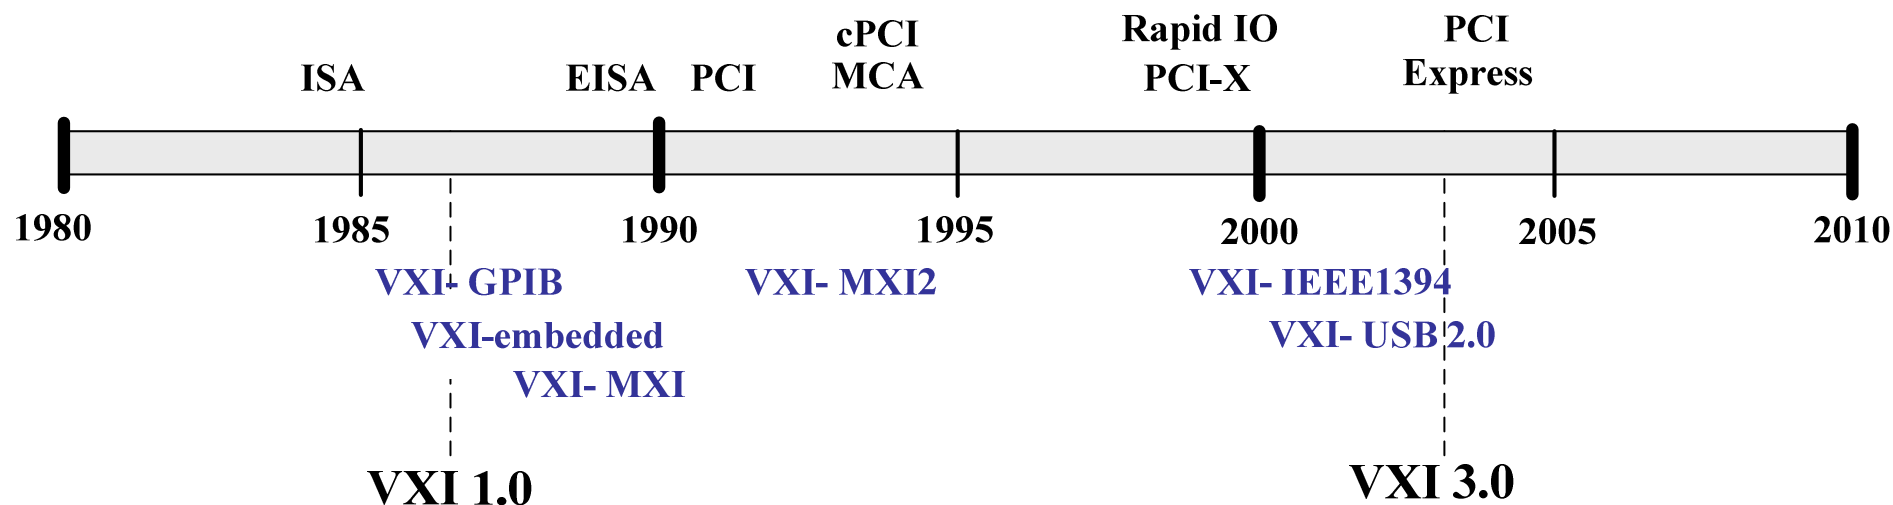 cPCI
Rapid IO
PCI
ISA
EISA
PCI
MCA
PCI-X
Express
1980
1985
1990
1995
2000
2005
2010
VXI- GPIB
VXI- MXI2
VXI- IEEE1394
VXI-embedded
VXI- USB 2.0
VXI- MXI
VXI 1.0
VXI 3.0